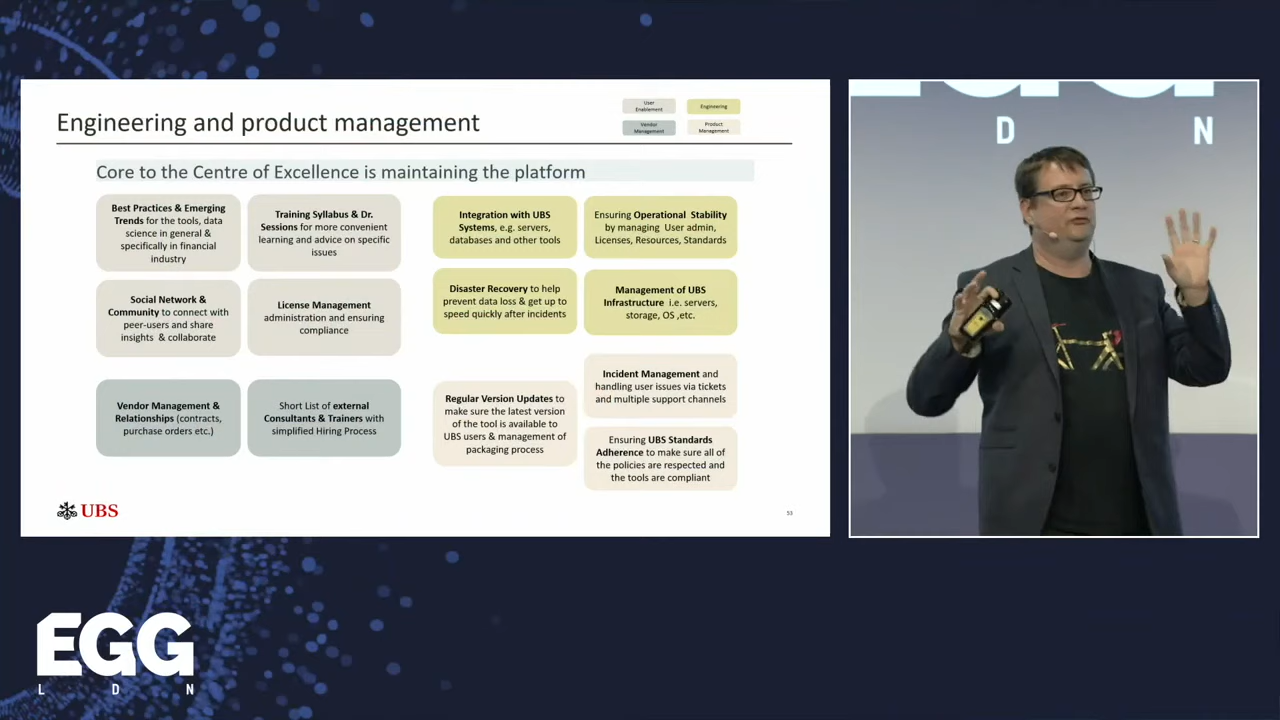 Engineering and product management
User
Enablement
Engineering
Vendor
Management
Product
Management
Core to the Centre of Excellence is maintaining the platform
Best Practices & Emerging
Trends for the tools, data
science in general &
specifically in financial
industry
Training Syllabus & Dr.
Sessions for more convenient
learning and advice on specific
issues
Integration with UBS
Systems, e.g. servers,
databases and other tools
Ensuring Operational Stability
by managing User admin,
Licenses, Resources, Standards
Social Network &
Community to connect with
peer-users and share
insights & collaborate
License Management
administration and ensuring
compliance
Disaster Recovery to help
prevent data loss & get up to
speed quickly after incidents
Management of UBS
Infrastructure i.e. servers,
storage, OS ,etc.
Vendor Management &
Relationships (contracts,
purchase orders etc.)
Short List of external
Consultants & Trainers with
simplified Hiring Process
Regular Version Updates to
make sure the latest version
of the tool is available to
UBS users & management of
packaging process
Incident Management and
handling user issues via tickets
and multiple support channels
Ensuring UBS Standards
Adherence to make sure all of
the policies are respected and
the tools are compliant
UBS
53
D N
EGG
L D N